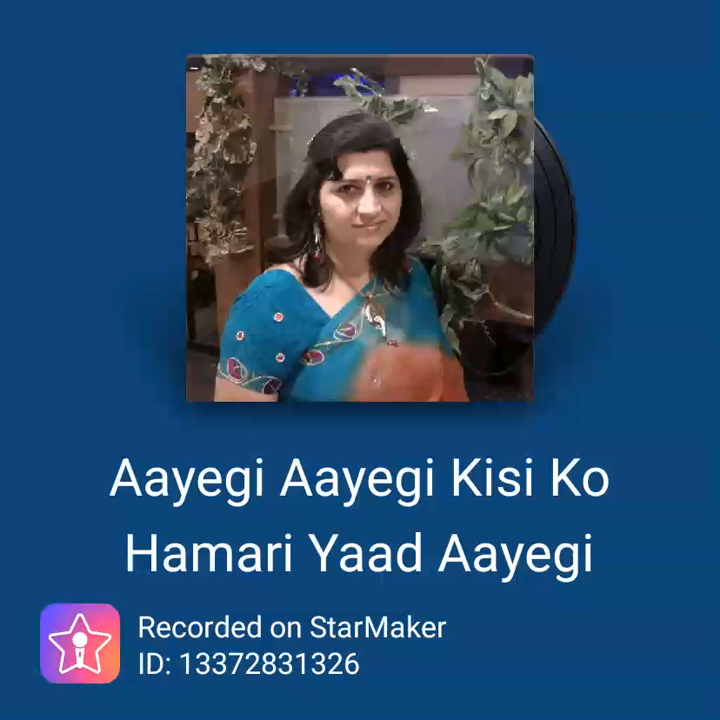 Aayegi Aayegi Kisi Ko
Hamari Yaad Aayegi
Recorded on StarMaker
ID: 13372831326